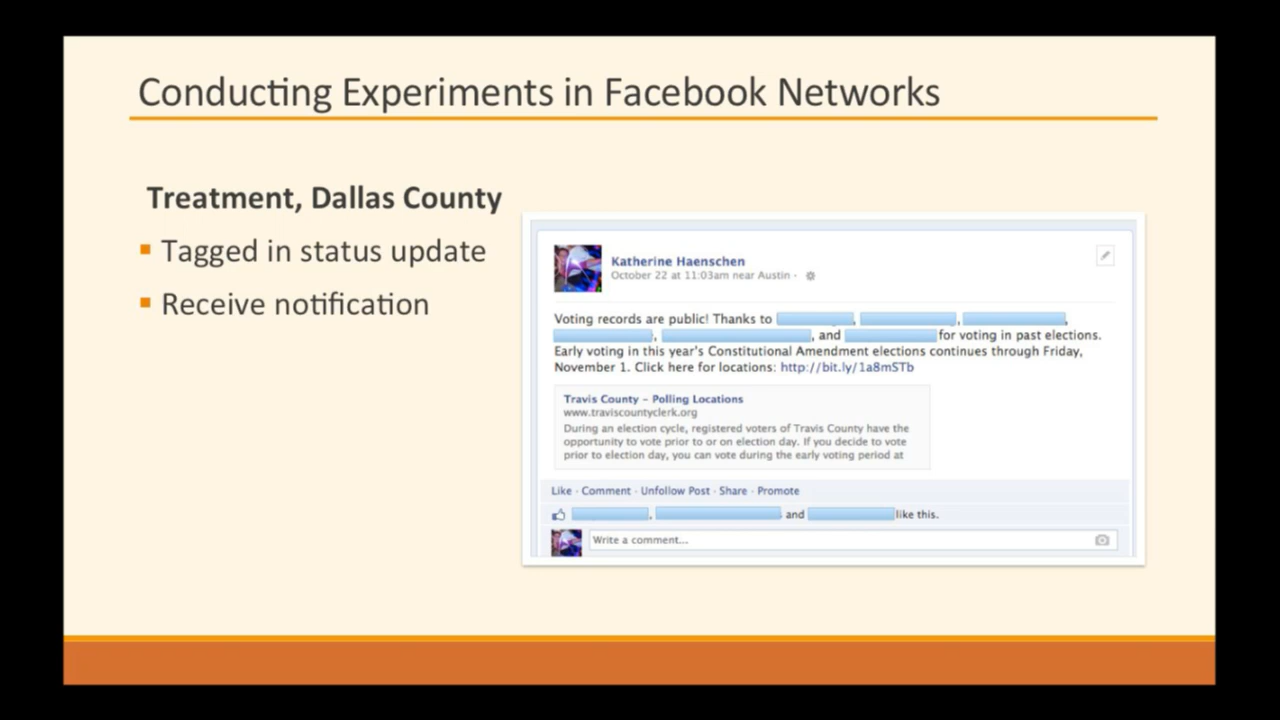 Conducting Experiments in Facebook Networks
Treatment, Dallas County
Tagged in status update
Receive notification
Katherine Haenschen
October 22 at 11:03am near Austin ·
Voting records are public! Thanks to , , ,
, , and for voting in past elections.
Early voting in this year's Constitutional Amendment elections continues through Friday,
November 1. Click here for locations: http://bit.ly/1a8mSTb
Travis County – Polling Locations
www.traviscountyclerk.org
During an election cycle, registered voters of Travis County have the
opportunity to vote prior to or on election day. If you decide to vote
prior to election day, you can vote during the early voting period at
Like · Comment · Unfollow Post · Share · Promote
, and like this.
Write a comment...